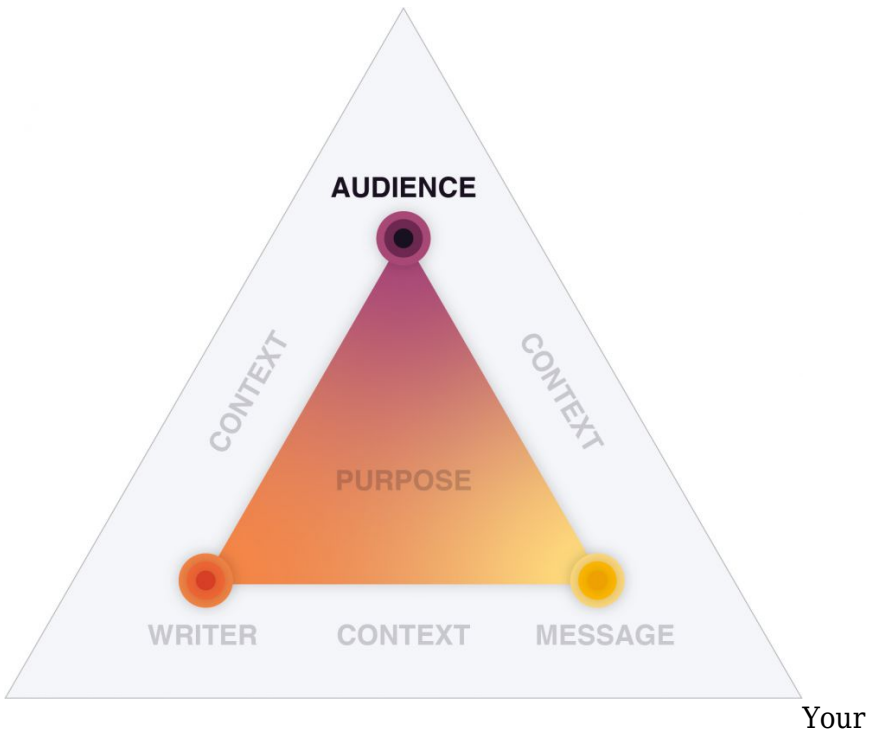 AUDIENCE
CONTEXT
CONTEXT
PURPOSE
WRITER CONTEXT MESSAGE
Your